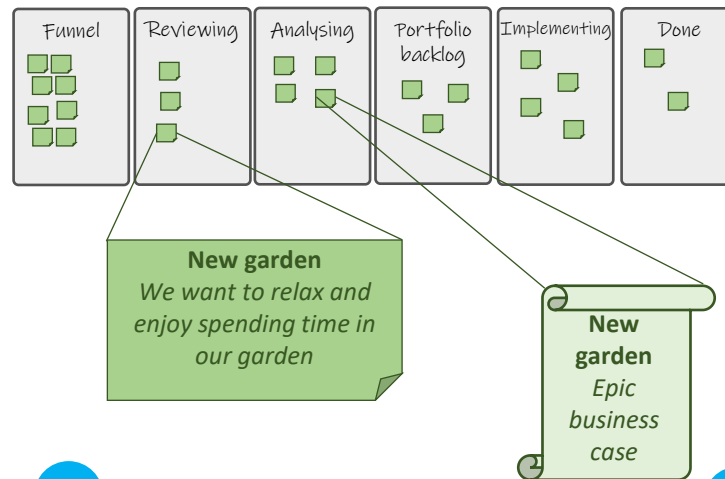 Funnel
Reviewing
Analysing
Portfolio
backlog
Implementing
Done
New garden
We want to relax and
enjoy spending time in
our garden
New
garden
Epic
business
case